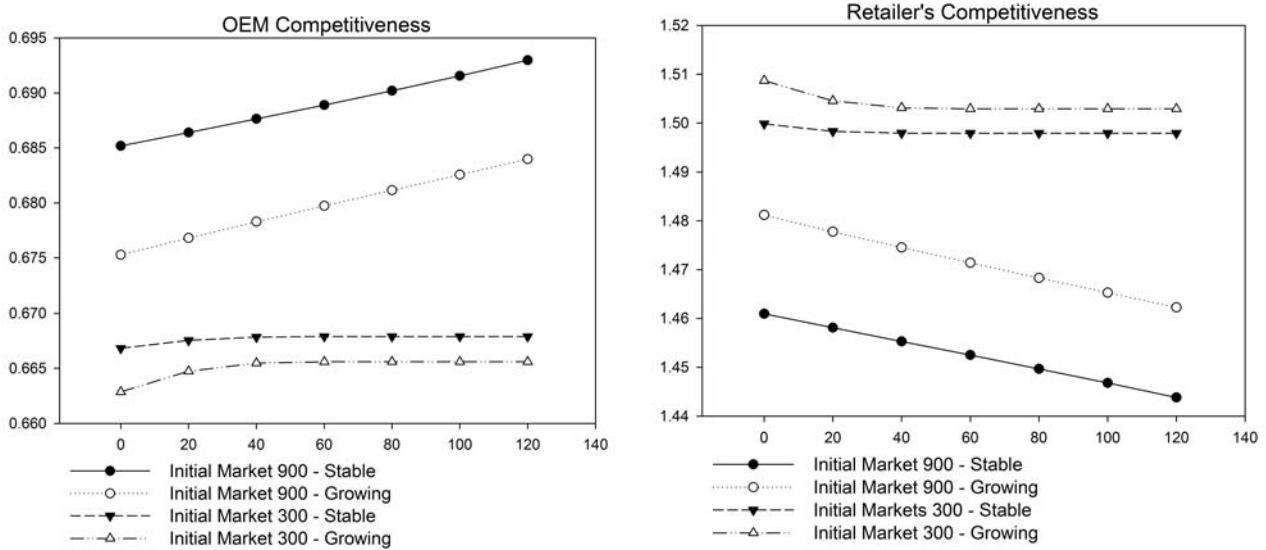 OEM Competitiveness
0.695
0.690
0.685
0.680
0.675
0.670
0.665
0.660
0 20 40 60 80 100 120 140
Initial Market 900 - Stable
Initial Market 900 - Growing
Initial Market 300 - Stable
Initial Market 300 - Growing
Retailer's Competitiveness
1.52
1.51
1.50
1.49
1.48
1.47
1.46
1.45
1.44
0 20 40 60 80 100 120 140
Initial Market 900 - Stable
Initial Market 900 - Growing
Initial Markets 300 - Stable
Initial Market 300 - Growing